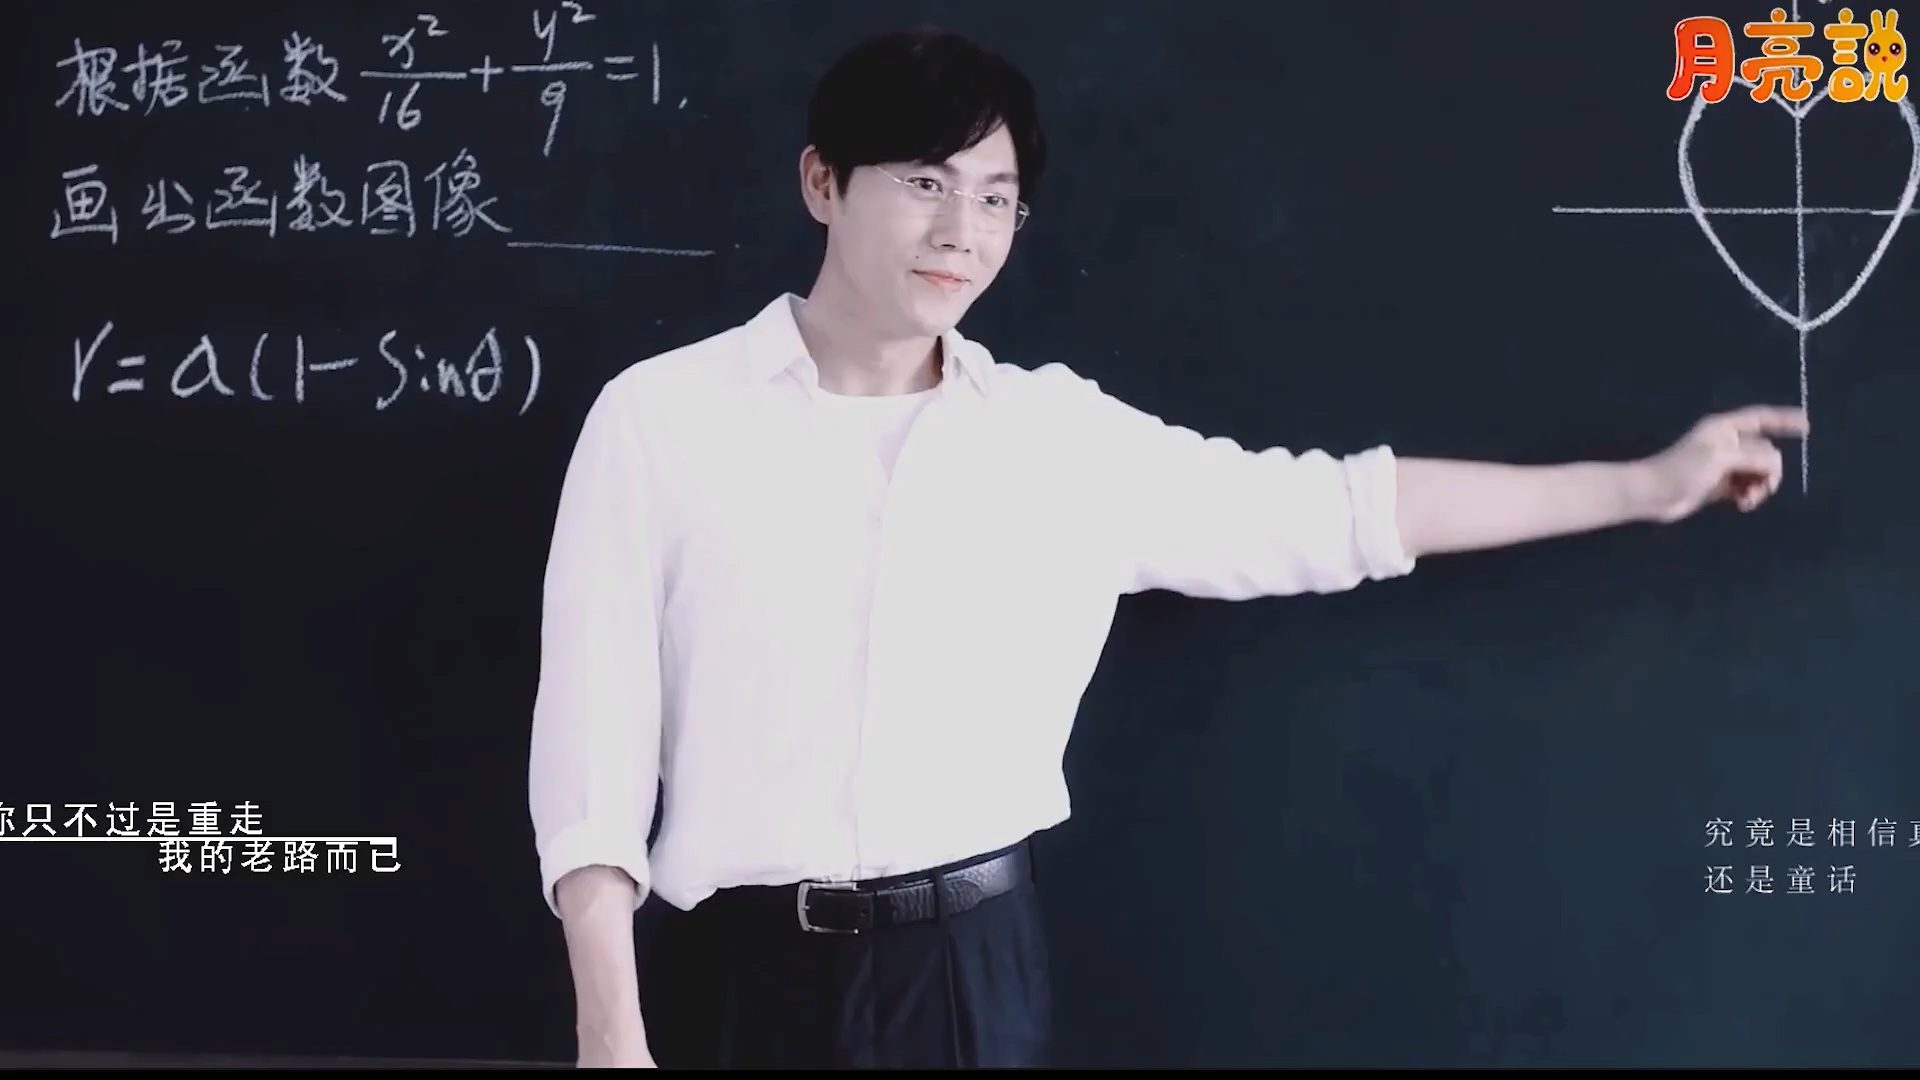 根据函数 x²/16 + y²/9 = 1,
画出函数图像
r = a(1 - Sinθ)
月亮說
你只不过是重走
我的老路而已
究竟是相信
还是童话